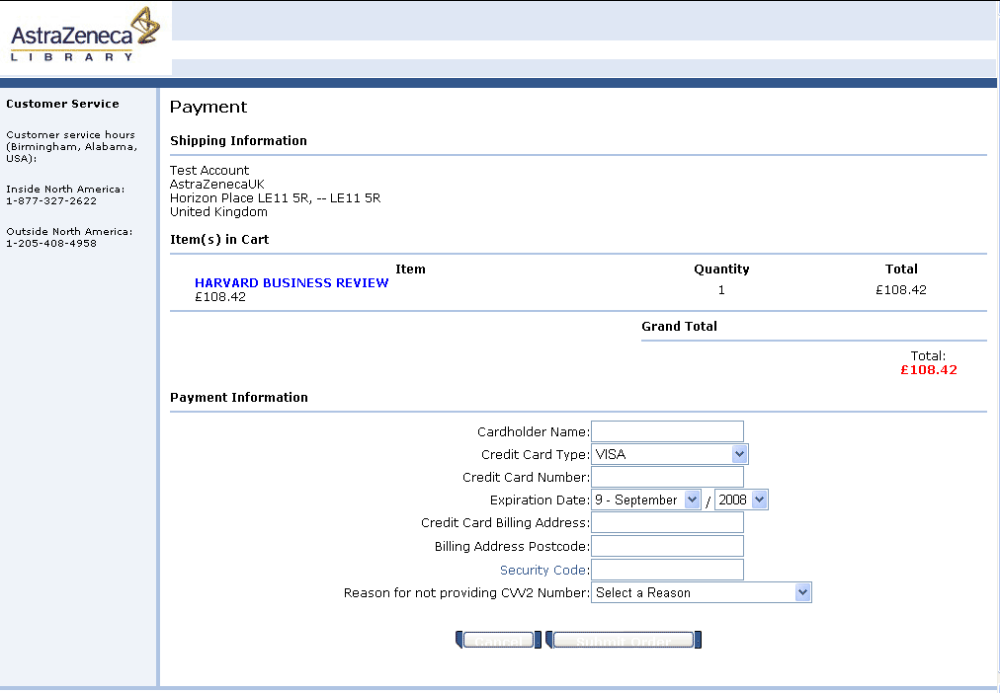 AstraZeneca
LIBRARY
Customer Service
Customer service hours
(Birmingham, Alabama,
USA):
Inside North America:
1-877-327-2622
Outside North America:
1-205-408-4958
Payment
Shipping Information
Test Account
AstraZenecaUK
Horizon Place LE11 5R, -- LE11 5R
United Kingdom
Item(s) in Cart
Item Quantity Total
HARVARD BUSINESS REVIEW
£108.42 1 £108.42
Grand Total
Total:
£108.42
Payment Information
Cardholder Name:
Credit Card Type: VISA
Credit Card Number:
Expiration Date: 9 - September / 2008
Credit Card Billing Address:
Billing Address Postcode:
Security Code:
Reason for not providing CVV2 Number: Select a Reason
Cancel Submit Order